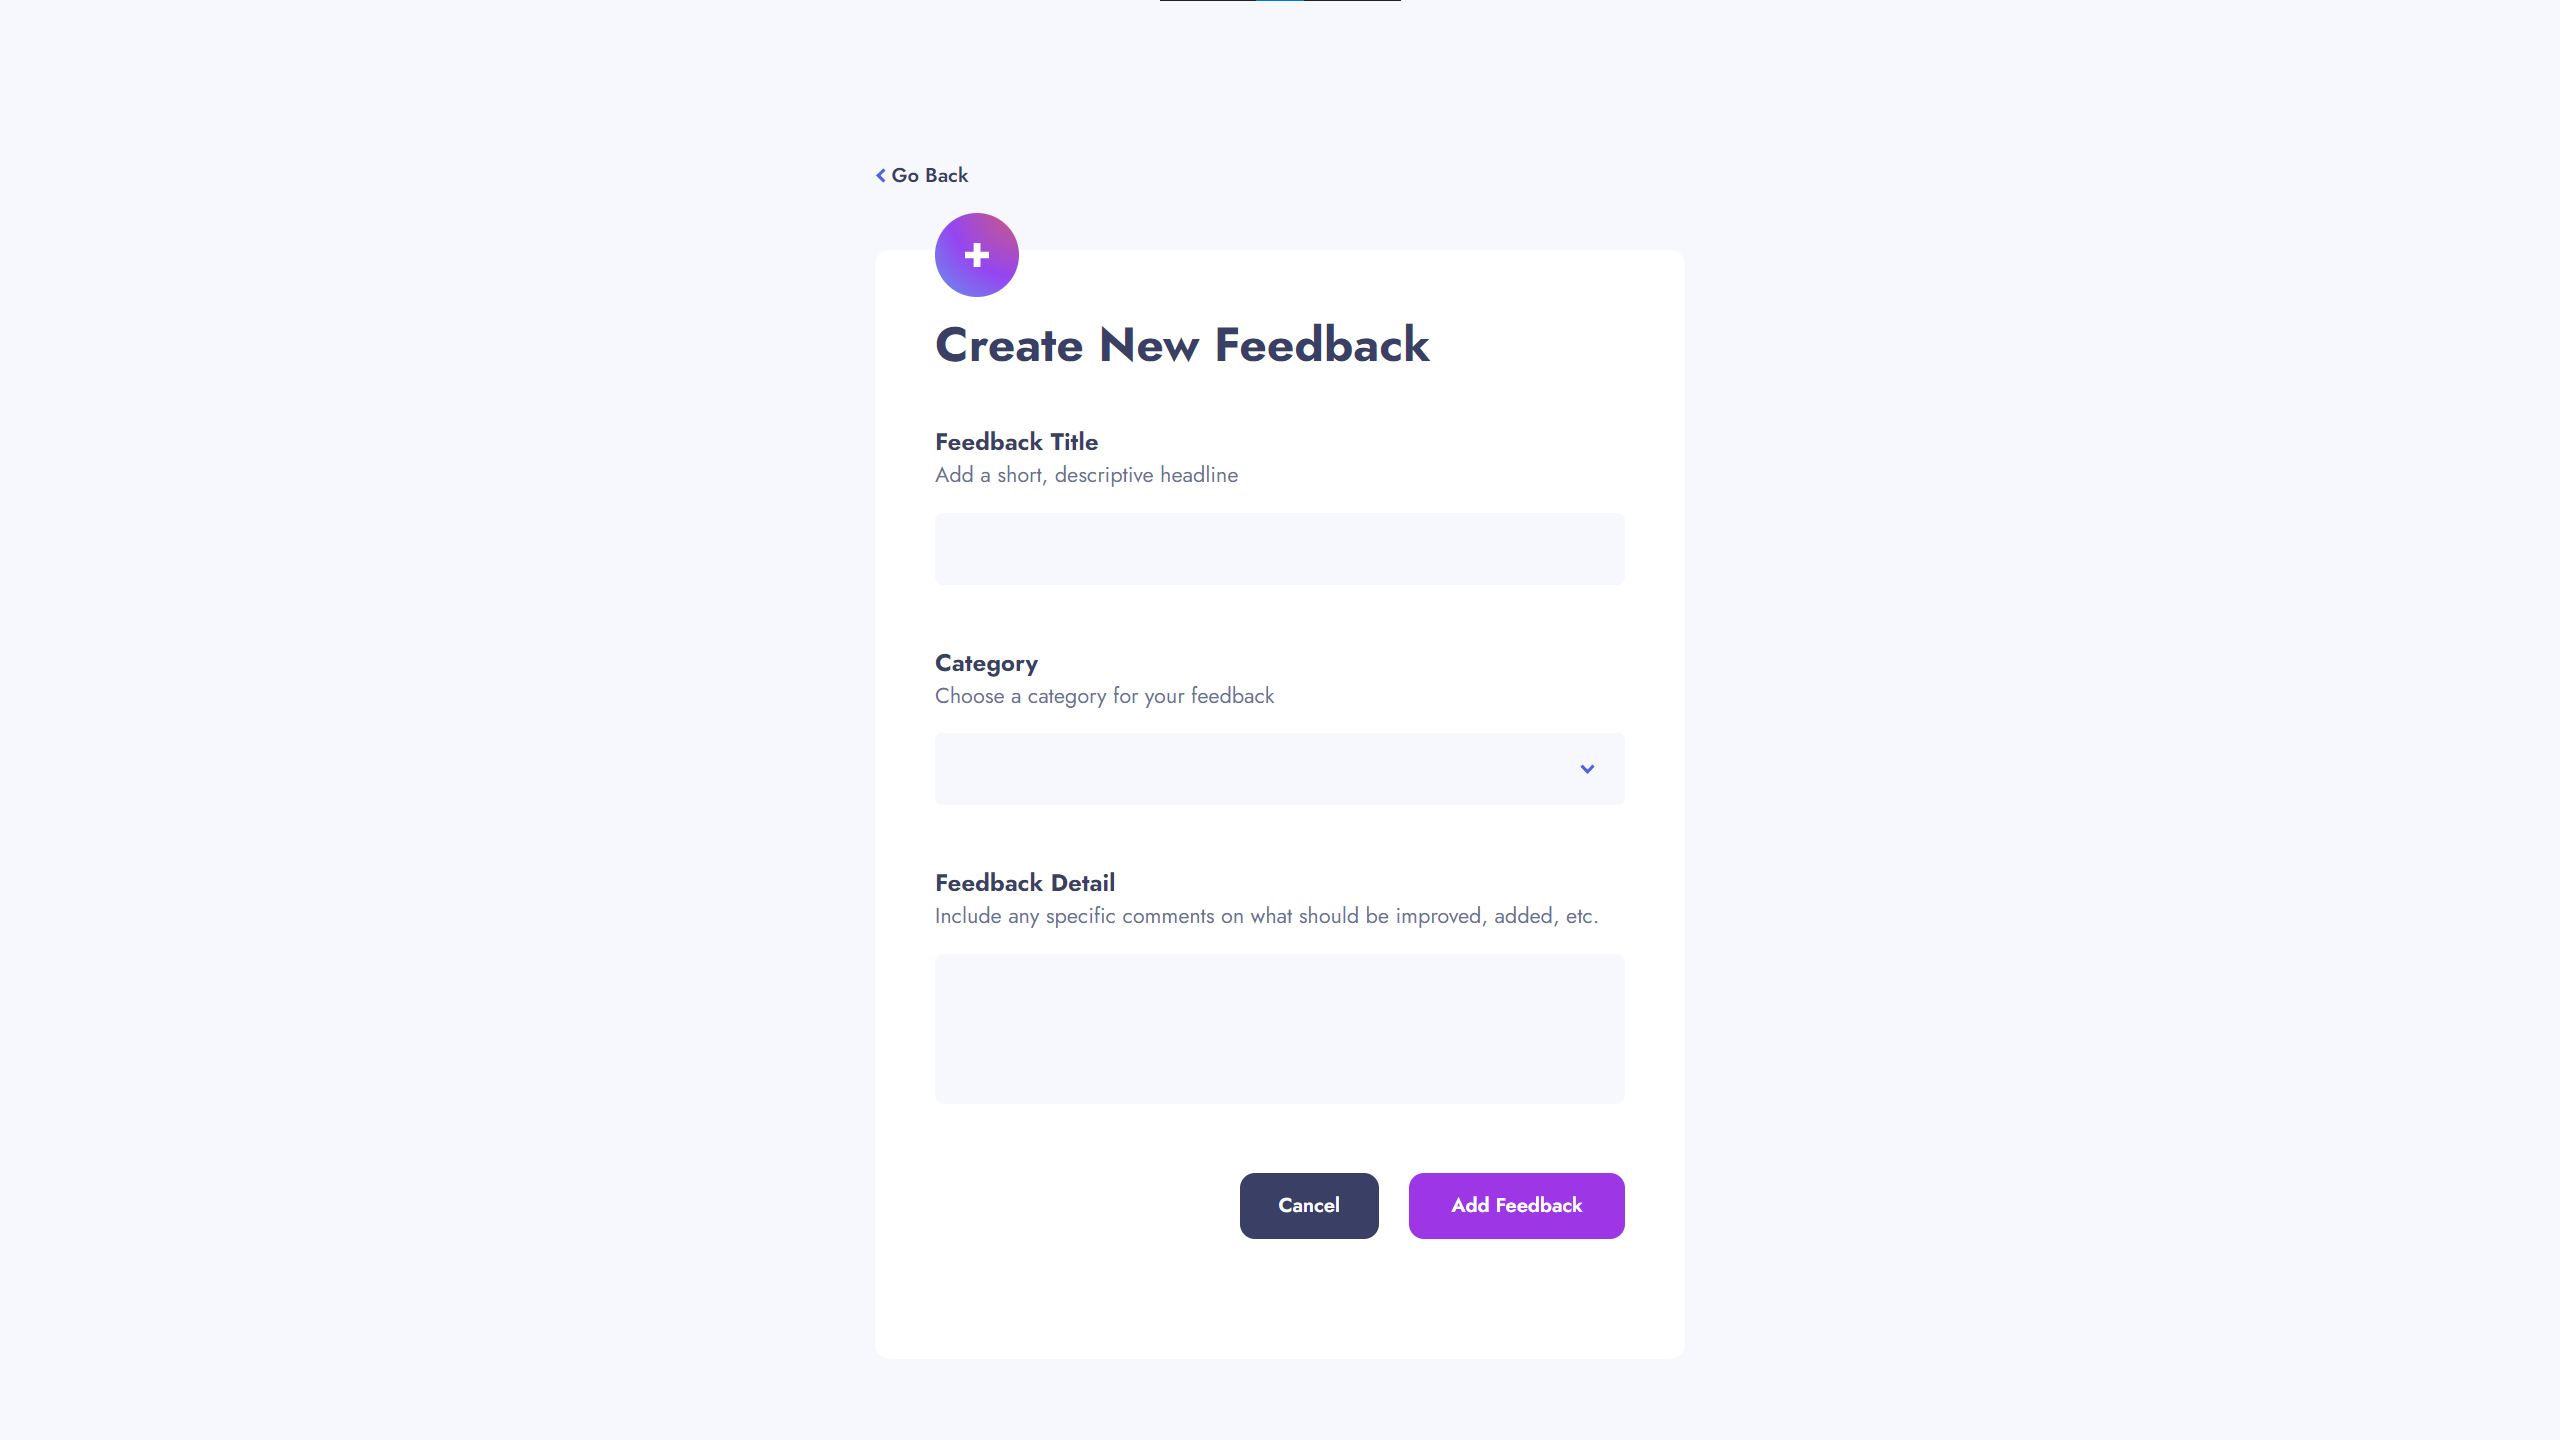 Go Back
Create New Feedback
Feedback Title
Add a short, descriptive headline
Category
Choose a category for your feedback
Feedback Detail
Include any specific comments on what should be improved, added, etc.
Cancel
Add Feedback